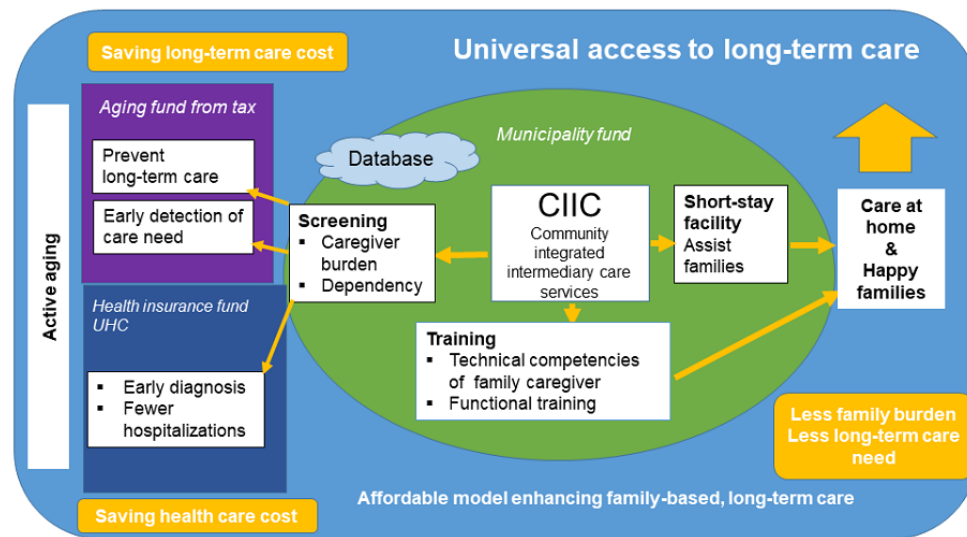 Saving long-term care cost
Universal access to long-term care
Active aging
Aging fund from tax
Prevent
long-term care
Early detection of
care need
Health insurance fund
UHC
Early diagnosis
Fewer
hospitalizations
Saving health care cost
Municipality fund
Database
Screening
Caregiver
burden
Dependency
CIIC
Community
integrated
intermediary care
services
Short-stay
facility
Assist
families
Training
Technical competencies
of family caregiver
Functional training
Care at
home
&
Happy
families
Less family burden
Less long-term care
need
Affordable model enhancing family-based, long-term care